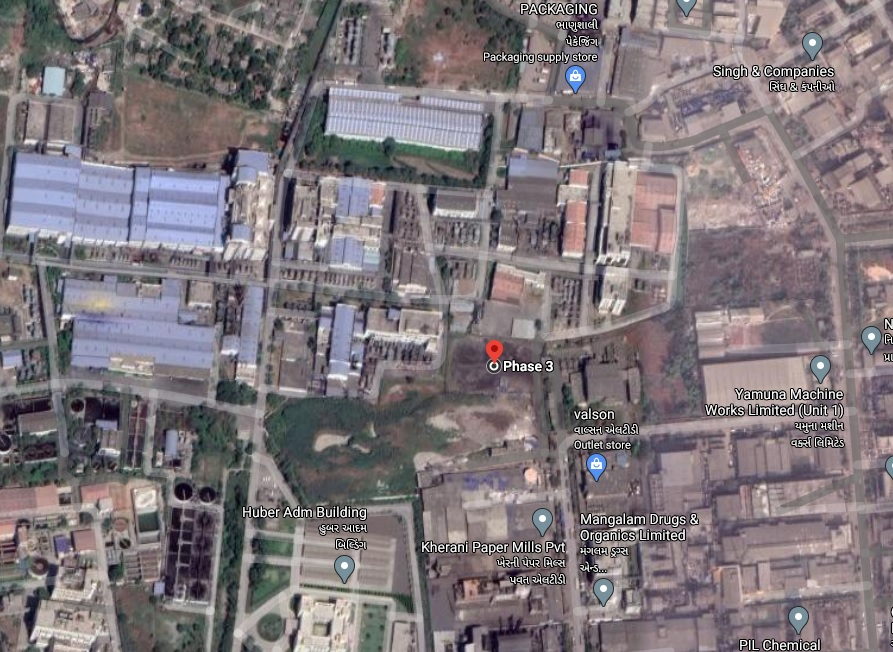 PACKAGING
ભાનુશાલી
પેકેજિંગ
Packaging supply store
Singh & Companies
સિંઘ & કંપનીઓ
Phase 3
N
Yamuna Machine
Works Limited (Unit 1)
યમુના મશીન
વર્ક્સ લિમિટેડ
valson
વાલ્સન એલટીડી
Outlet store
Huber Adm Building
હુબર આદમ
બિલ્ડિંગ
Kherani Paper Mills Pvt
ખેરની પેપર મિલ્સ
પવત એલટીડી
Mangalam Drugs &
Organics Limited
મંગલમ ડ્રગ્સ
એન્ડ...
PIL Chemical